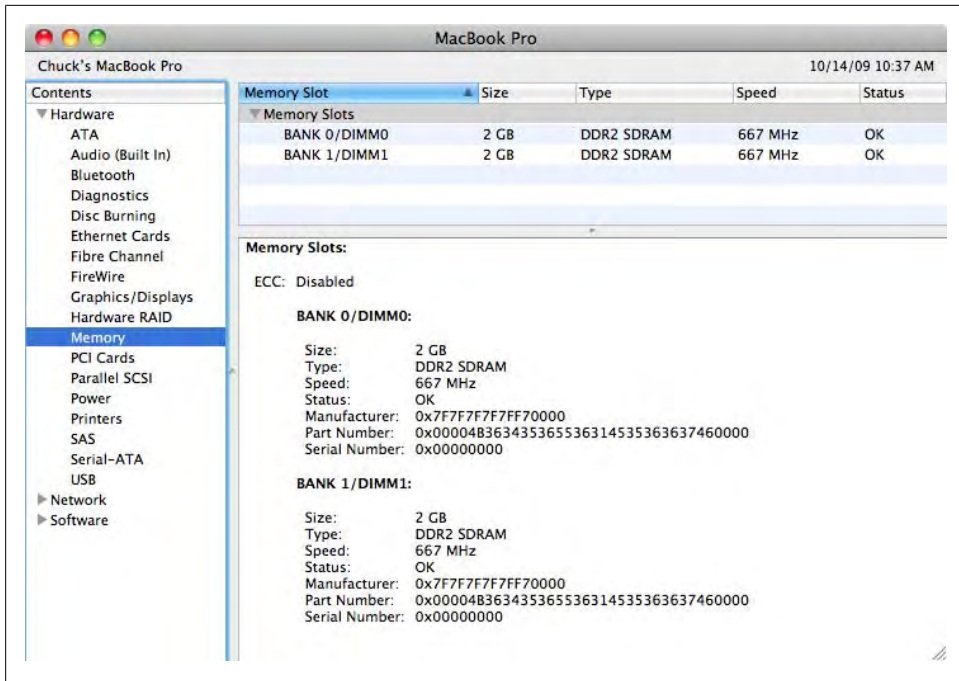 MacBook Pro
Chuck's MacBook Pro 10/14/09 10:37 AM
Contents
Hardware
ATA
Audio (Built In)
Bluetooth
Diagnostics
Disc Burning
Ethernet Cards
Fibre Channel
FireWire
Graphics/Displays
Hardware RAID
Memory
PCI Cards
Parallel SCSI
Power
Printers
SAS
Serial-ATA
USB
Network
Software
Memory Slot Size Type Speed Status
Memory Slots
BANK 0/DIMM0 2 GB DDR2 SDRAM 667 MHz OK
BANK 1/DIMM1 2 GB DDR2 SDRAM 667 MHz OK
Memory Slots:
ECC: Disabled
BANK 0/DIMM0:
Size: 2 GB
Type: DDR2 SDRAM
Speed: 667 MHz
Status: OK
Manufacturer: 0x7F7F7F7F7FF70000
Part Number: 0x00004B36343536553631453536363746​0000
Serial Number: 0x00000000
BANK 1/DIMM1:
Size: 2 GB
Type: DDR2 SDRAM
Speed: 667 MHz
Status: OK
Manufacturer: 0x7F7F7F7F7FF70000
Part Number: 0x00004B363435365536314535363637460000
Serial Number: 0x00000000